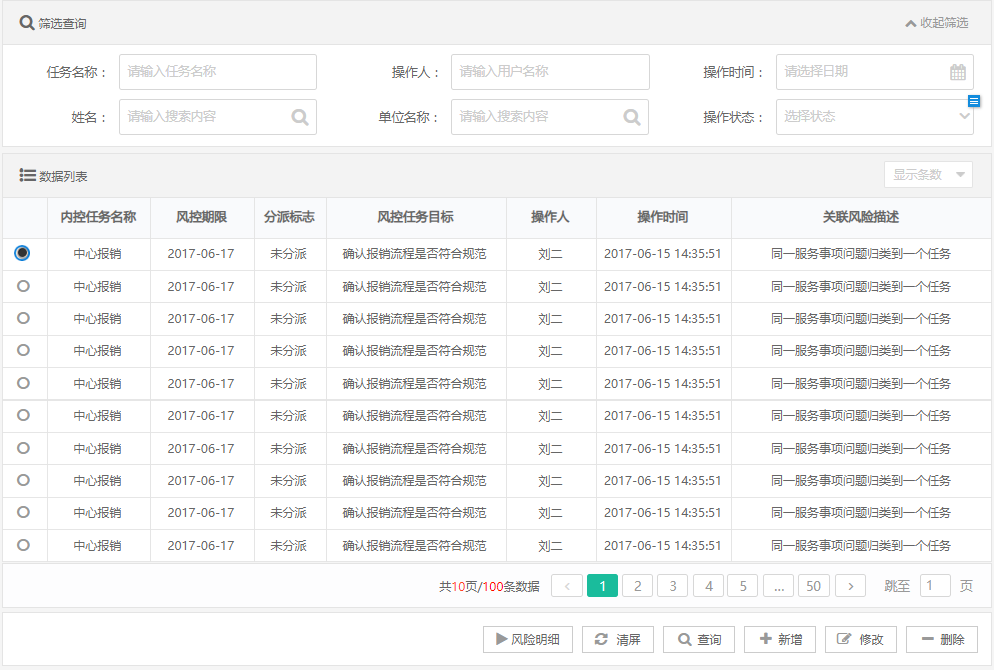 筛选查询 收起筛选
任务名称： 请输入任务名称 操作人： 请输入用户名称 操作时间： 请选择日期
姓名： 请输入搜索内容 单位名称： 请输入搜索内容 操作状态： 选择状态
数据列表 显示条数
内控任务名称 风控期限 分派标志 风控任务目标 操作人 操作时间 关联风险描述
中心报销 2017-06-17 未分派 确认报销流程是否符合规范 刘二 2017-06-15 14:35:51 同一服务事项问题归类到一个任务
中心报销 2017-06-17 未分派 确认报销流程是否符合规范 刘二 2017-06-15 14:35:51 同一服务事项问题归类到一个任务
中心报销 2017-06-17 未分派 确认报销流程是否符合规范 刘二 2017-06-15 14:35:51 同一服务事项问题归类到一个任务
中心报销 2017-06-17 未分派 确认报销流程是否符合规范 刘二 2017-06-15 14:35:51 同一服务事项问题归类到一个任务
中心报销 2017-06-17 未分派 确认报销流程是否符合规范 刘二 2017-06-15 14:35:51 同一服务事项问题归类到一个任务
中心报销 2017-06-17 未分派 确认报销流程是否符合规范 刘二 2017-06-15 14:35:51 同一服务事项问题归类到一个任务
中心报销 2017-06-17 未分派 确认报销流程是否符合规范 刘二 2017-06-15 14:35:51 同一服务事项问题归类到一个任务
中心报销 2017-06-17 未分派 确认报销流程是否符合规范 刘二 2017-06-15 14:35:51 同一服务事项问题归类到一个任务
中心报销 2017-06-17 未分派 确认报销流程是否符合规范 刘二 2017-06-15 14:35:51 同一服务事项问题归类到一个任务
中心报销 2017-06-17 未分派 确认报销流程是否符合规范 刘二 2017-06-15 14:35:51 同一服务事项问题归类到一个任务
共10页/100条数据 < 1 2 3 4 5 ... 50 > 跳至 1 页
风险明细 清屏 查询 新增 修改 删除